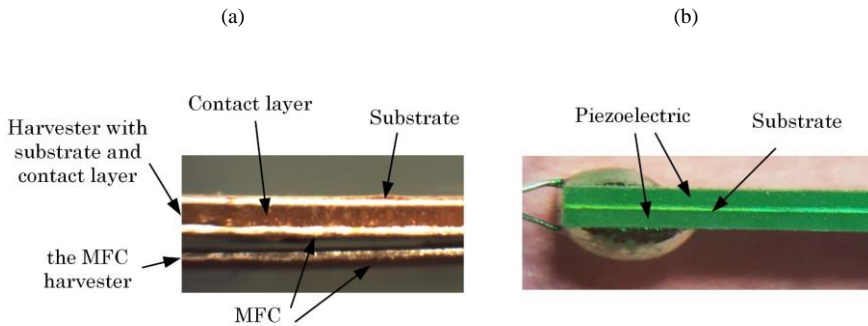 (a)
(b)
Contact layer
Substrate
Harvester with
substrate and
contact layer
the MFC
harvester
MFC
Piezoelectric
Substrate